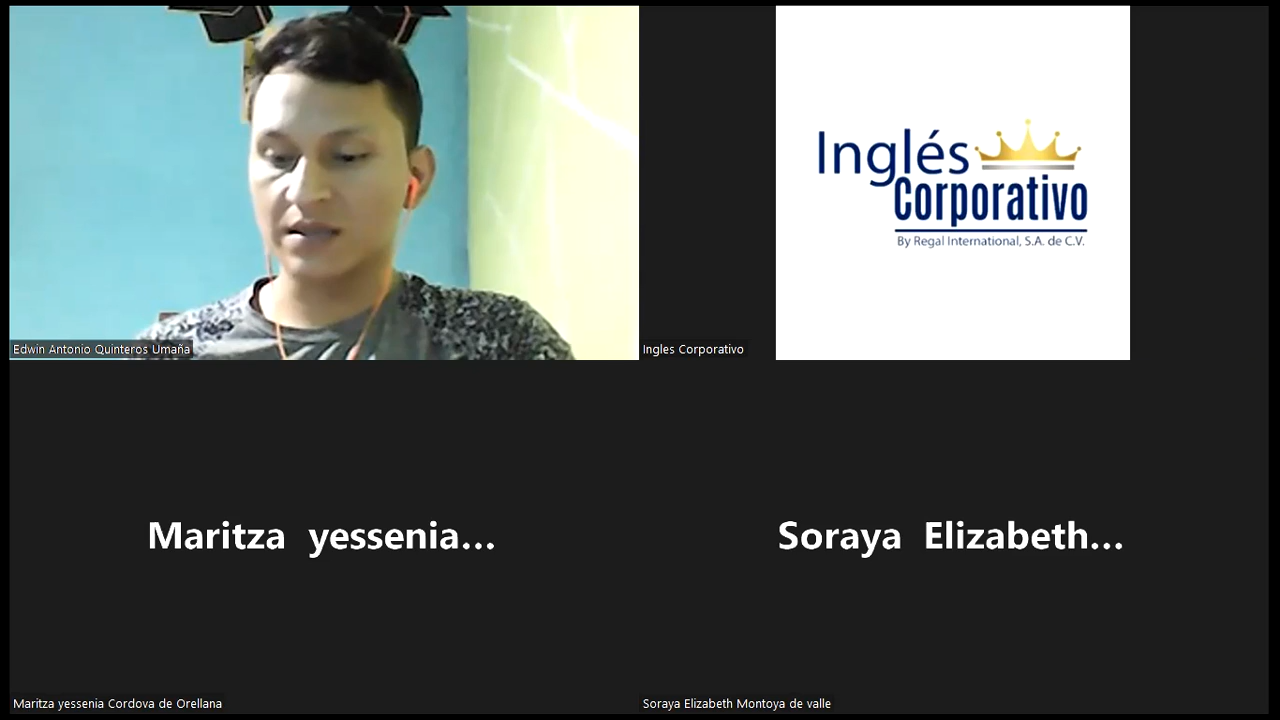 Edwin Antonio Quinteros Umaña
Inglés
Corporativo
By Regal International, S.A. de C.V.
Ingles Corporativo
Maritza yessenia...
Soraya Elizabeth...
Maritza yessenia Cordova de Orellana
Soraya Elizabeth Montoya de valle